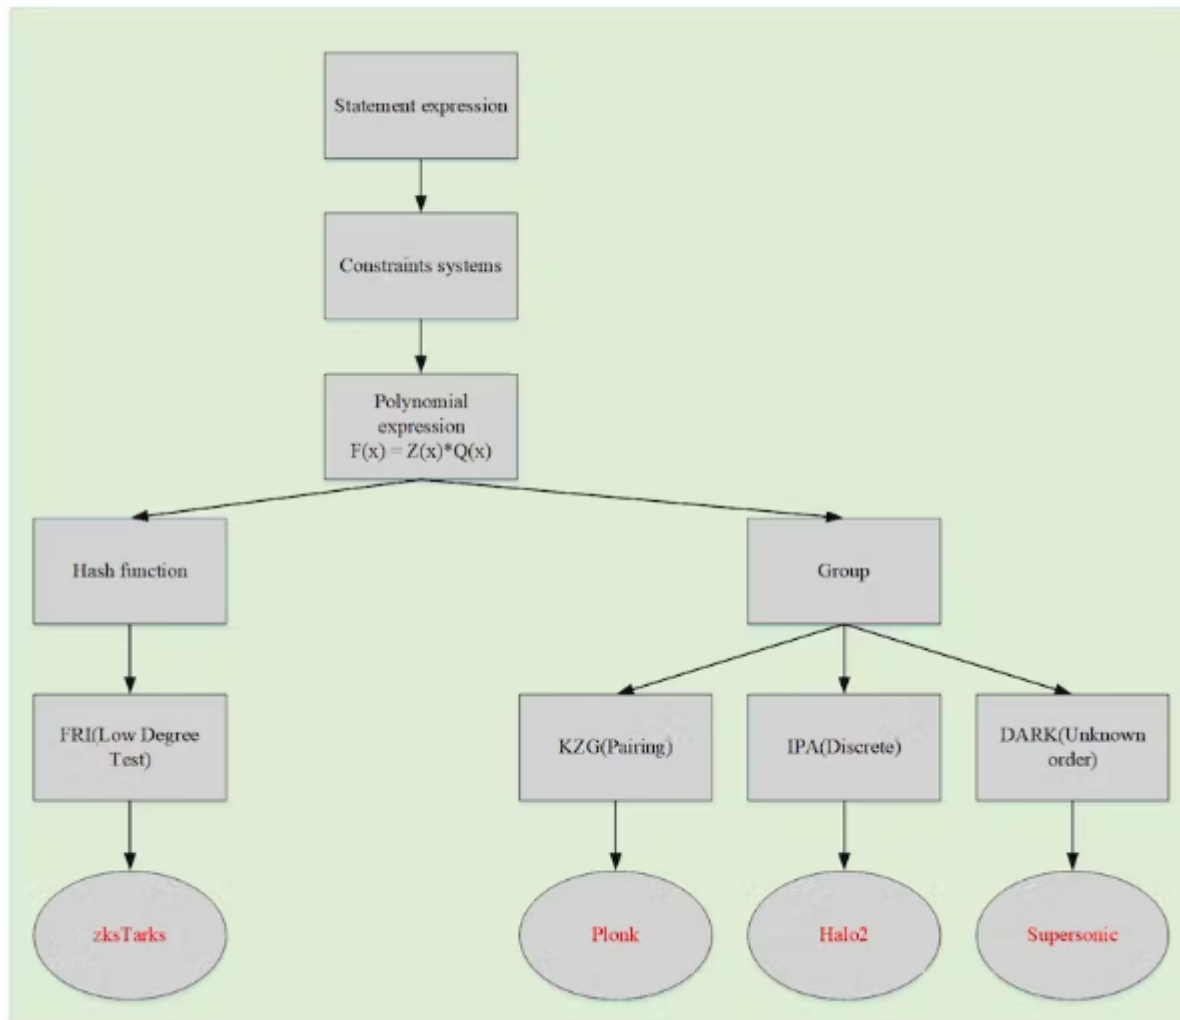 Statement expression
Constraints systems
Polynomial
expression
F(x) = Z(x)*Q(x)
Hash function
Group
FRI(Low Degree
Test)
KZG(Pairing)
IPA(Discrete)
DARK(Unknown
order)
zksTarks
Plonk
Halo2
Supersonic